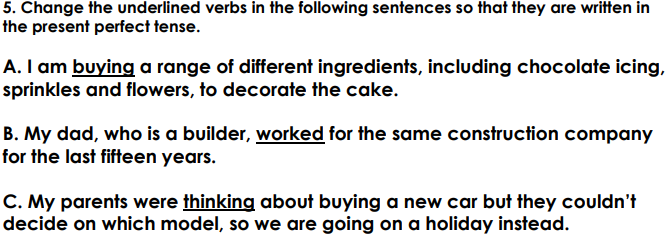 5. Change the underlined verbs in the following sentences so that they are written in
the present perfect tense.
A. I am buying a range of different ingredients, including chocolate icing,
sprinkles and flowers, to decorate the cake.
B. My dad, who is a builder, worked for the same construction company
for the last fifteen years.
C. My parents were thinking about buying a new car but they couldn't
decide on which model, so we are going on a holiday instead.